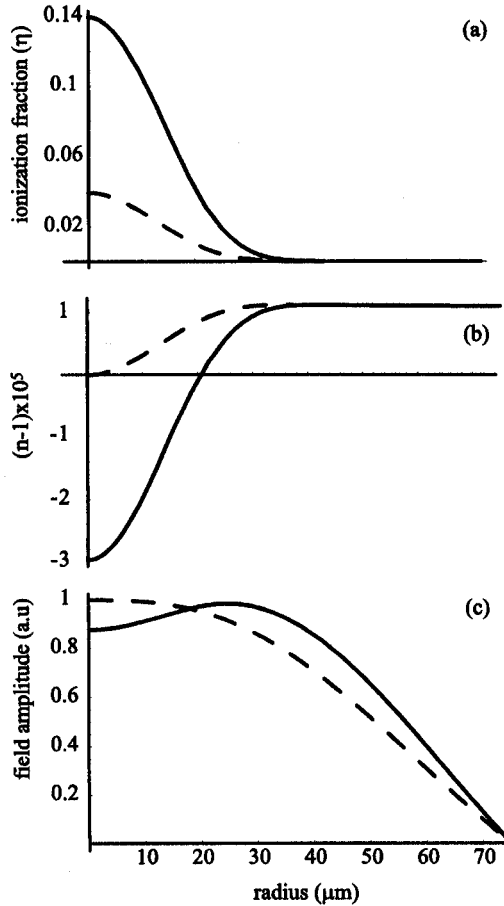 0.14
(a)
0.1
0.06
0.02
ionization fraction (η)
1
(b)
-1
-2
-3
(n-1)x10⁵
1
(c)
0.8
0.6
0.4
0.2
field amplitude (a.u)
10 20 30 40 50 60 70
radius (μm)